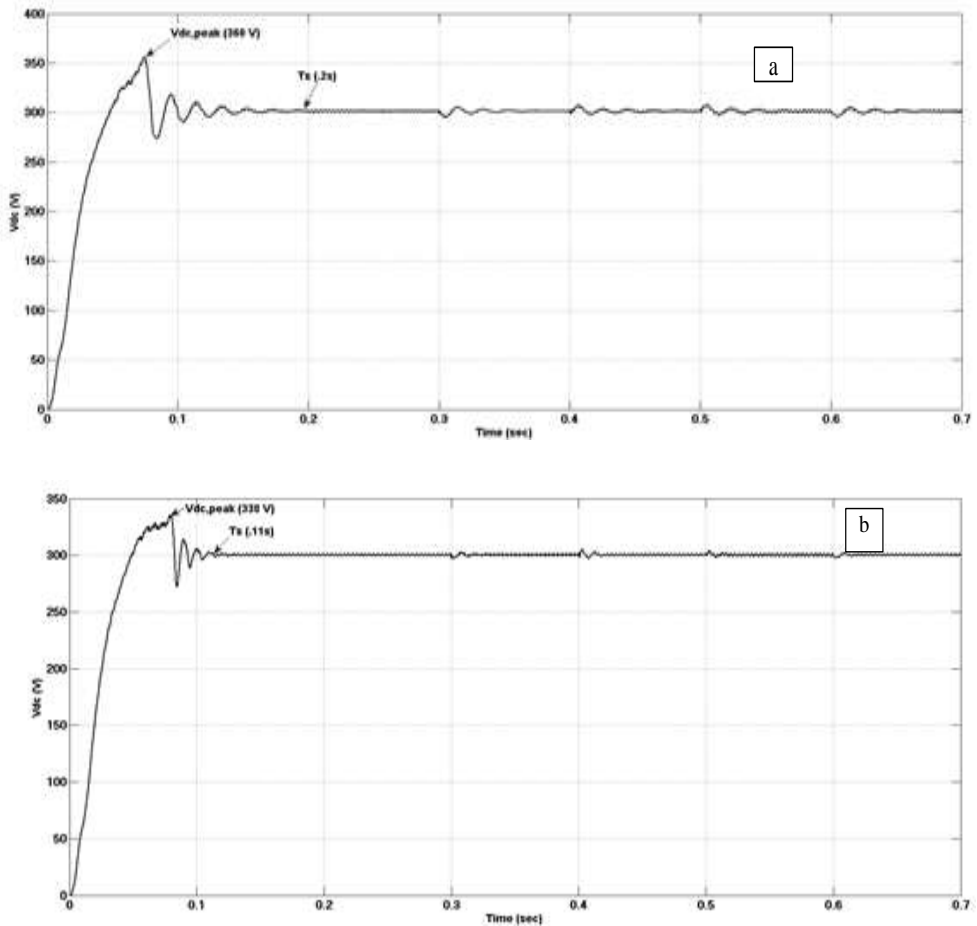 400
Vdc,peak (360 V)
a
350
Ts (.2s)
300
250
Vdc (V)
200
150
100
50
0
0 0.1 0.2 0.3 0.4 0.5 0.6 0.7
Time (sec)
350
Vdc,peak (330 V)
b
Ts (.11s)
300
250
200
Vdc (V)
150
100
50
0
0 0.1 0.2 0.3 0.4 0.5 0.6 0.7
Time (sec)